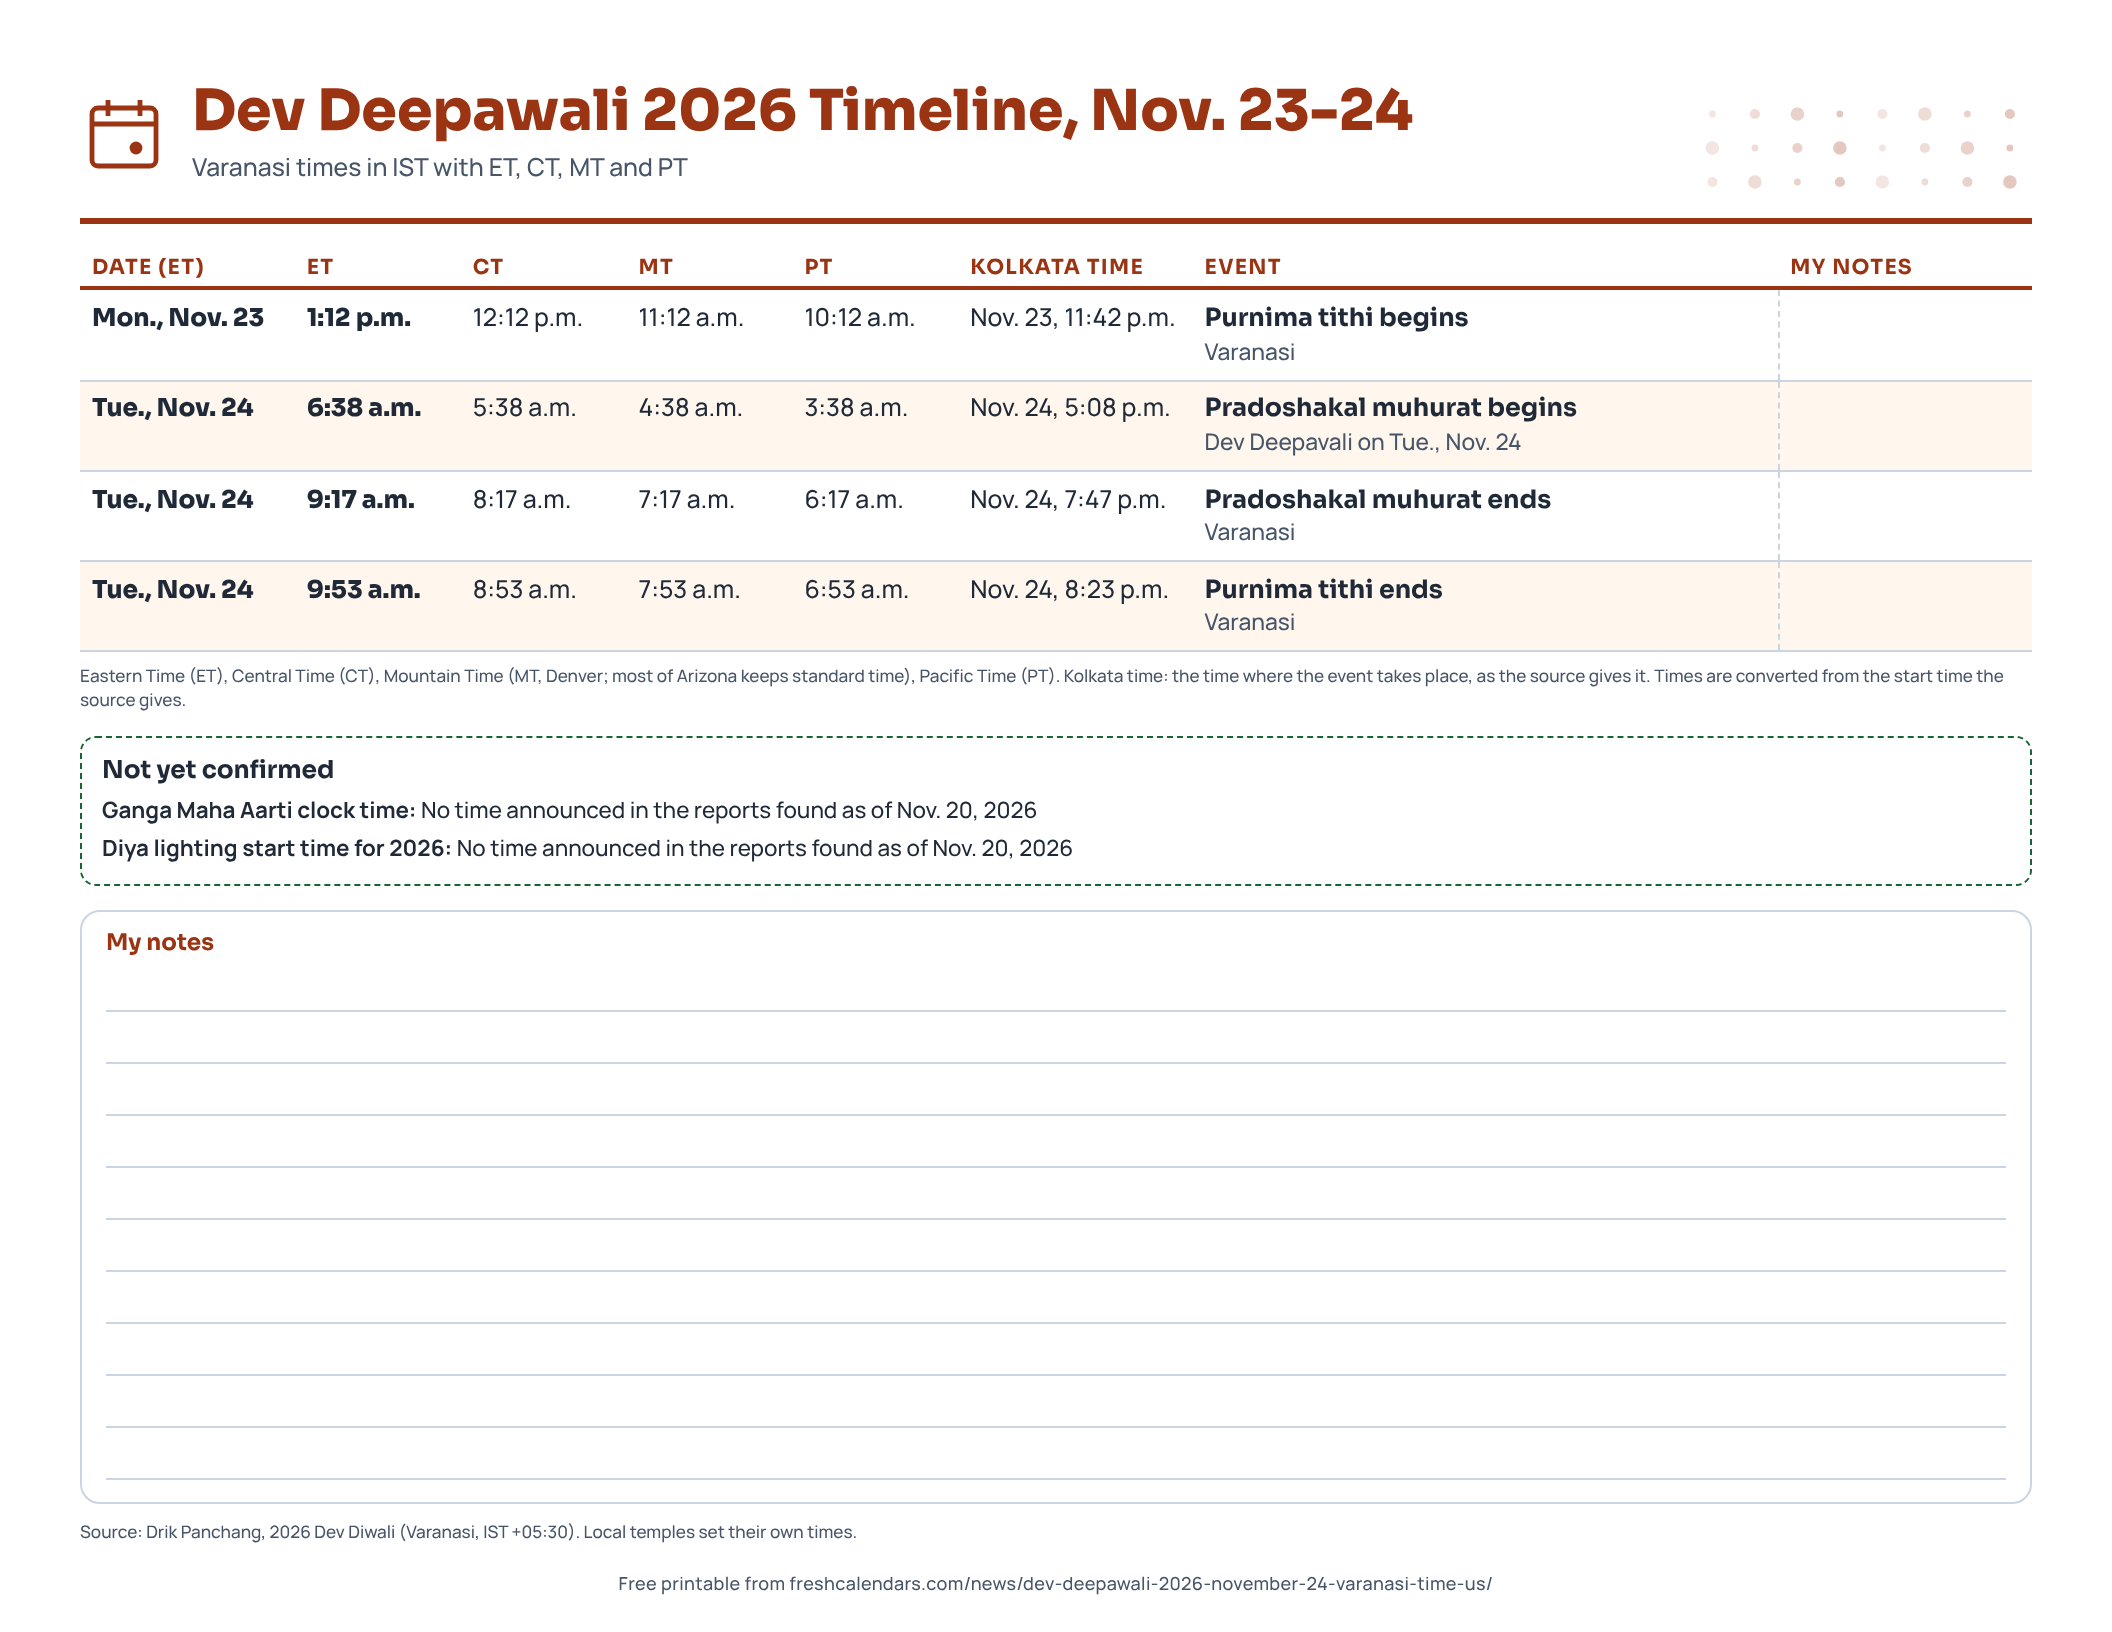 Dev Deepawali 2026 Timeline, Nov. 23–24
Varanasi times in IST with ET, CT, MT and PT
DATE (ET) ET CT MT PT KOLKATA TIME EVENT MY NOTES
Mon., Nov. 23 1:12 p.m. 12:12 p.m. 11:12 a.m. 10:12 a.m. Nov. 23, 11:42 p.m. Purnima tithi begins
Varanasi
Tue., Nov. 24 6:38 a.m. 5:38 a.m. 4:38 a.m. 3:38 a.m. Nov. 24, 5:08 p.m. Pradoshakal muhurat begins
Dev Deepavali on Tue., Nov. 24
Tue., Nov. 24 9:17 a.m. 8:17 a.m. 7:17 a.m. 6:17 a.m. Nov. 24, 7:47 p.m. Pradoshakal muhurat ends
Varanasi
Tue., Nov. 24 9:53 a.m. 8:53 a.m. 7:53 a.m. 6:53 a.m. Nov. 24, 8:23 p.m. Purnima tithi ends
Varanasi
Eastern Time (ET), Central Time (CT), Mountain Time (MT, Denver; most of Arizona keeps standard time), Pacific Time (PT). Kolkata time: the time where the event takes place, as the source gives it. Times are converted from the start time the
source gives.
Not yet confirmed
Ganga Maha Aarti clock time: No time announced in the reports found as of Nov. 20, 2026
Diya lighting start time for 2026: No time announced in the reports found as of Nov. 20, 2026
My notes
Source: Drik Panchang, 2026 Dev Diwali (Varanasi, IST +05:30). Local temples set their own times.
Free printable from freshcalendars.com/news/dev-deepawali-2026-november-24-varanasi-time-us/